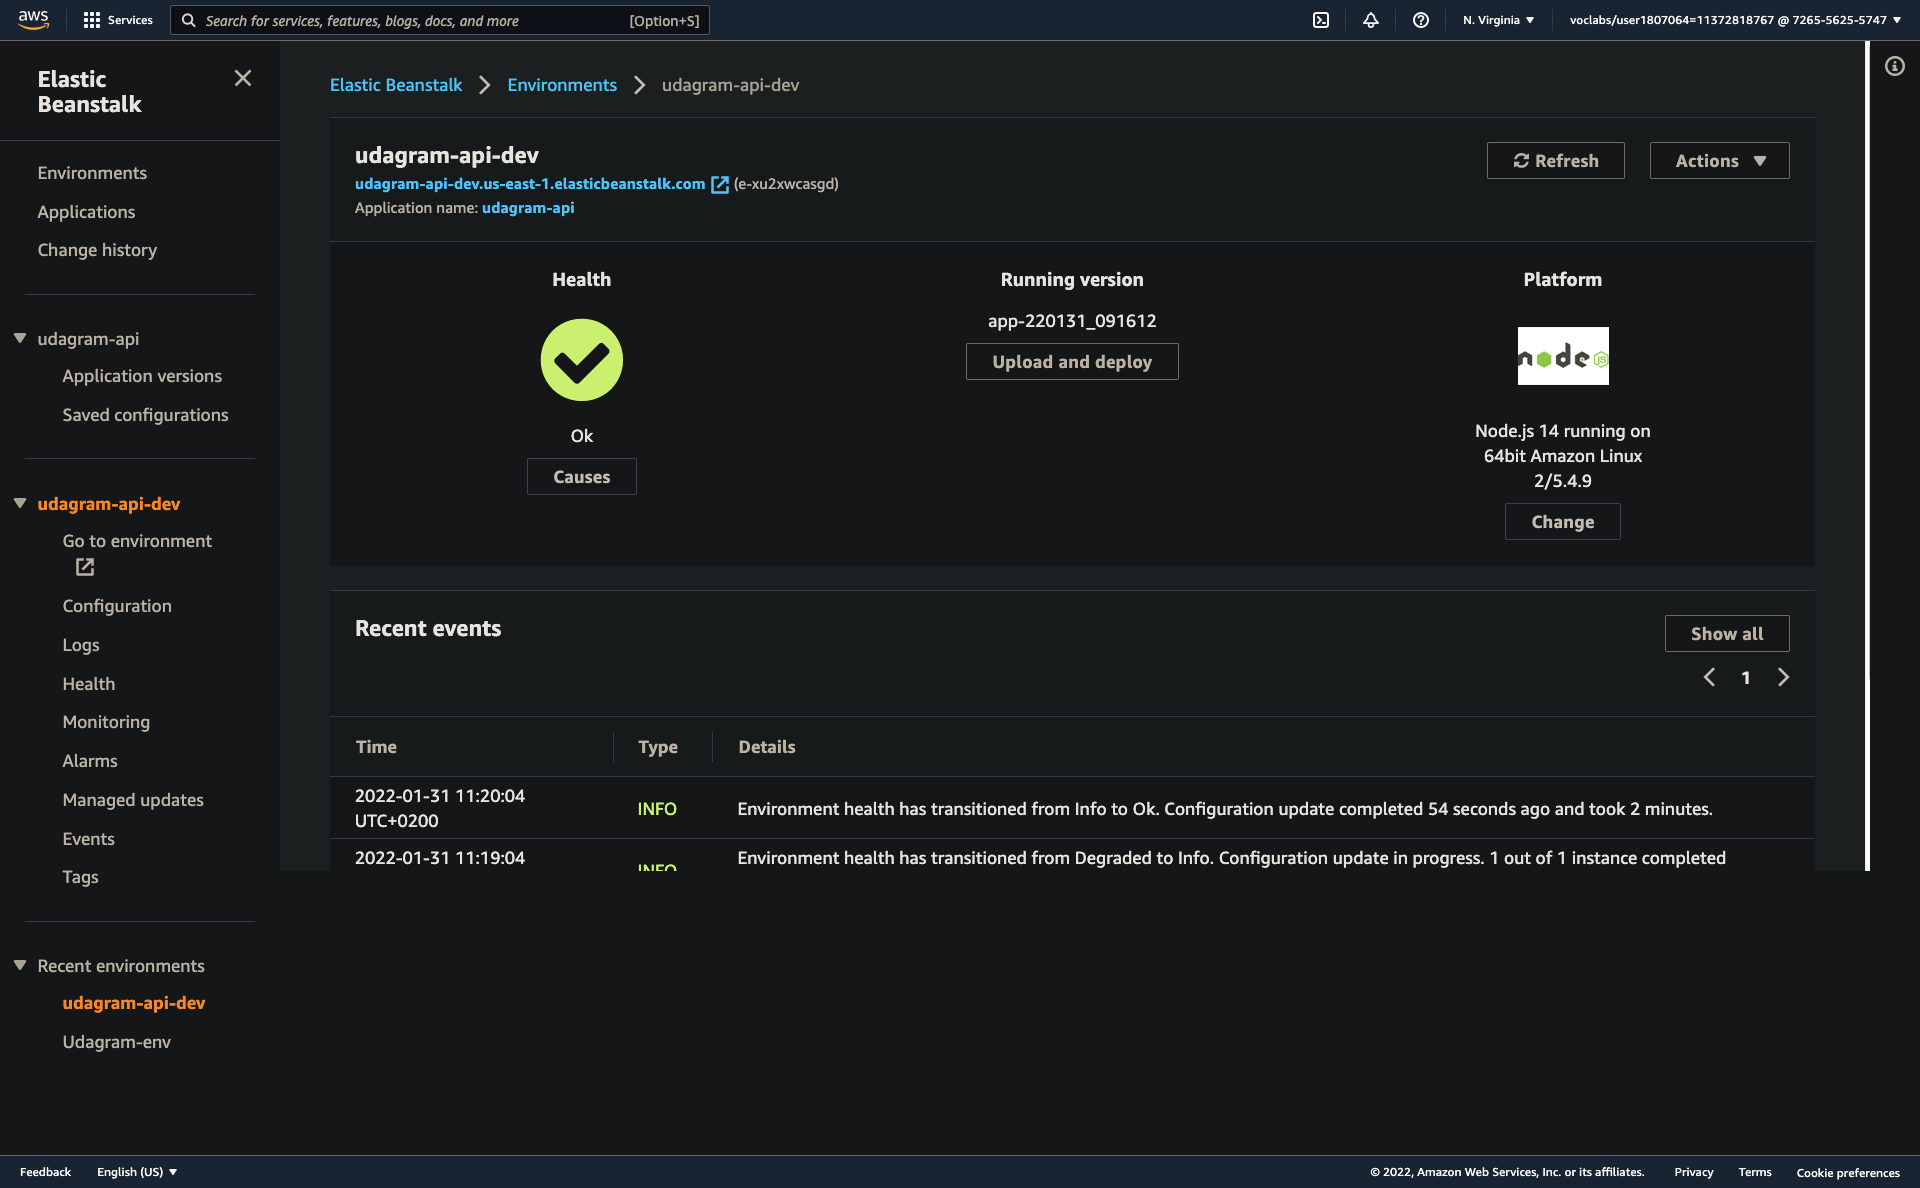 aws
Services
Search for services, features, blogs, docs, and more
[Option+S]
N. Virginia
voclabs/user1807064=11372818767 @ 7265-5625-5747
Elastic
Beanstalk
Environments
Applications
Change history
udagram-api
Application versions
Saved configurations
udagram-api-dev
Go to environment
Configuration
Logs
Health
Monitoring
Alarms
Managed updates
Events
Tags
Recent environments
udagram-api-dev
Udagram-env
Elastic Beanstalk
Environments
udagram-api-dev
udagram-api-dev
udagram-api-dev.us-east-1.elasticbeanstalk.com (e-xu2xwcasgd)
Application name: udagram-api
Refresh
Actions
Health
Ok
Causes
Running version
app-220131_091612
Upload and deploy
Platform
node
JS
Node.js 14 running on
64bit Amazon Linux
2/5.4.9
Change
Recent events
Show all
1
Time
Type
Details
2022-01-31 11:20:04
UTC+0200
INFO
Environment health has transitioned from Info to Ok. Configuration update completed 54 seconds ago and took 2 minutes.
2022-01-31 11:19:04
INFO
Environment health has transitioned from Degraded to Info. Configuration update in progress. 1 out of 1 instance completed
Feedback
English (US)
© 2022, Amazon Web Services, Inc. or its affiliates.
Privacy
Terms
Cookie preferences